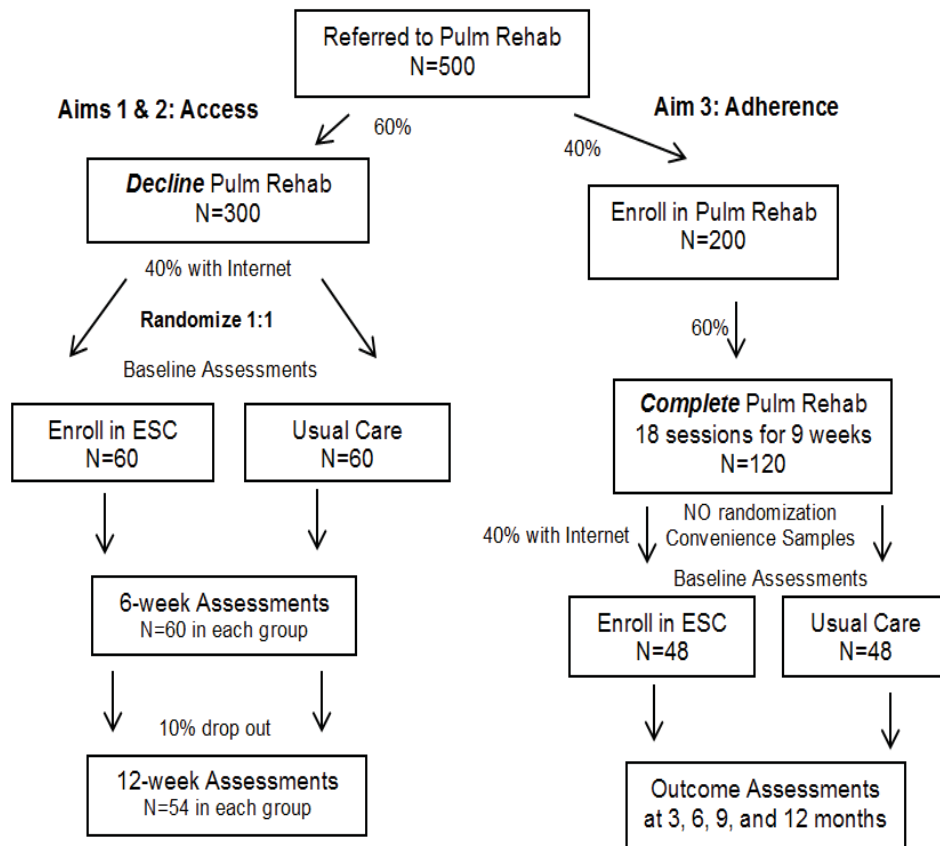 Referred to Pulm Rehab
N=500
Aims 1 & 2: Access
Aim 3: Adherence
60%
40%
Decline Pulm Rehab
N=300
Enroll in Pulm Rehab
N=200
40% with Internet
Randomize 1:1
60%
Baseline Assessments
Enroll in ESC
N=60
Usual Care
N=60
Complete Pulm Rehab
18 sessions for 9 weeks
N=120
40% with Internet
NO randomization
Convenience Samples
Baseline Assessments
6-week Assessments
N=60 in each group
Enroll in ESC
N=48
Usual Care
N=48
10% drop out
12-week Assessments
N=54 in each group
Outcome Assessments
at 3, 6, 9, and 12 months